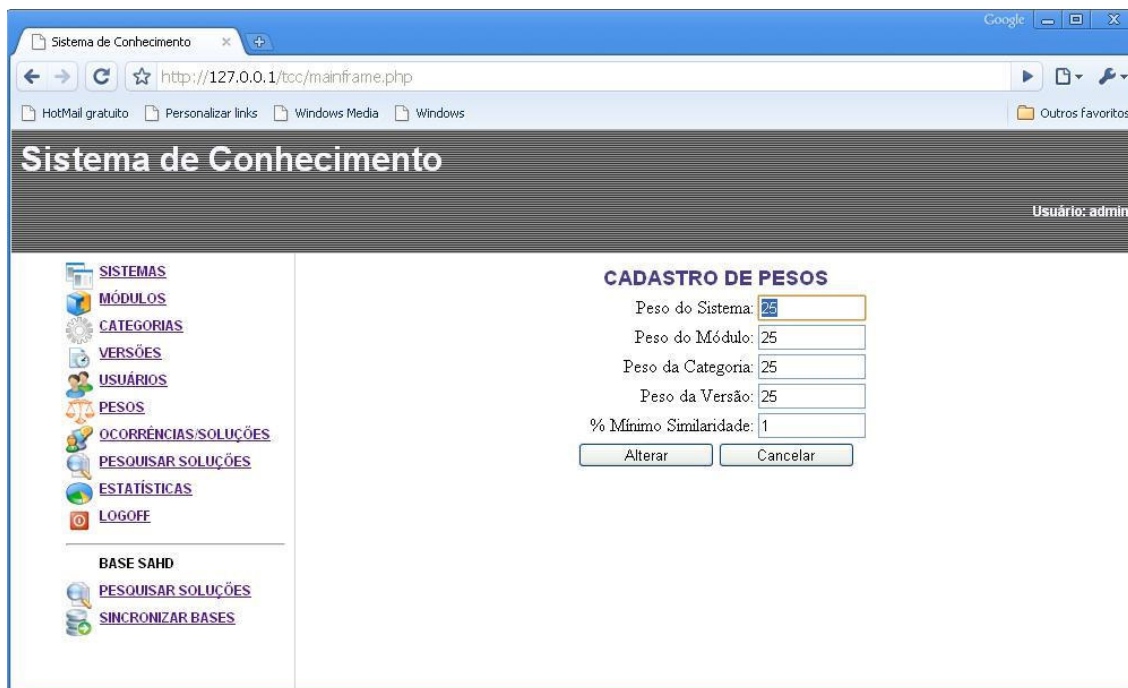 Google
Sistema de Conhecimento
http://127.0.0.1/tcc/mainframe.php
HotMail gratuito Personalizar links Windows Media Windows Outros favoritos
Sistema de Conhecimento
Usuário: admin
SISTEMAS
MÓDULOS
CATEGORIAS
VERSÕES
USUÁRIOS
PESOS
OCORRÊNCIAS/SOLUÇÕES
PESQUISAR SOLUÇÕES
ESTATÍSTICAS
LOGOFF
BASE SAHD
PESQUISAR SOLUÇÕES
SINCRONIZAR BASES
CADASTRO DE PESOS
Peso do Sistema: 25
Peso do Módulo: 25
Peso da Categoria: 25
Peso da Versão: 25
% Mínimo Similaridade: 1
Alterar Cancelar